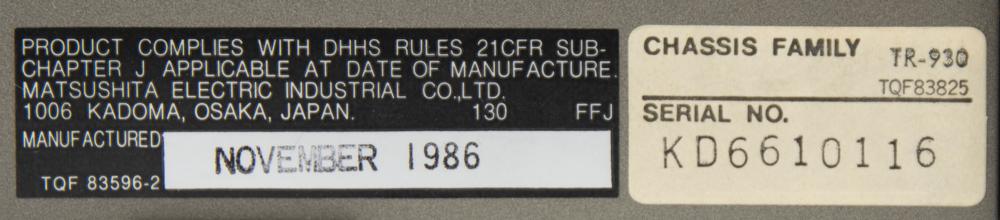 PRODUCT COMPLIES WITH DHHS RULES 21CFR SUB-
CHAPTER J APPLICABLE AT DATE OF MANUFACTURE.
MATSUSHITA ELECTRIC INDUSTRIAL CO.,LTD.
1006 KADOMA, OSAKA, JAPAN. 130 FFJ
MANUFACTURED
NOVEMBER 1986
TQF 83596-2
CHASSIS FAMILY TR-930
TQF83825
SERIAL NO.
KD6610116